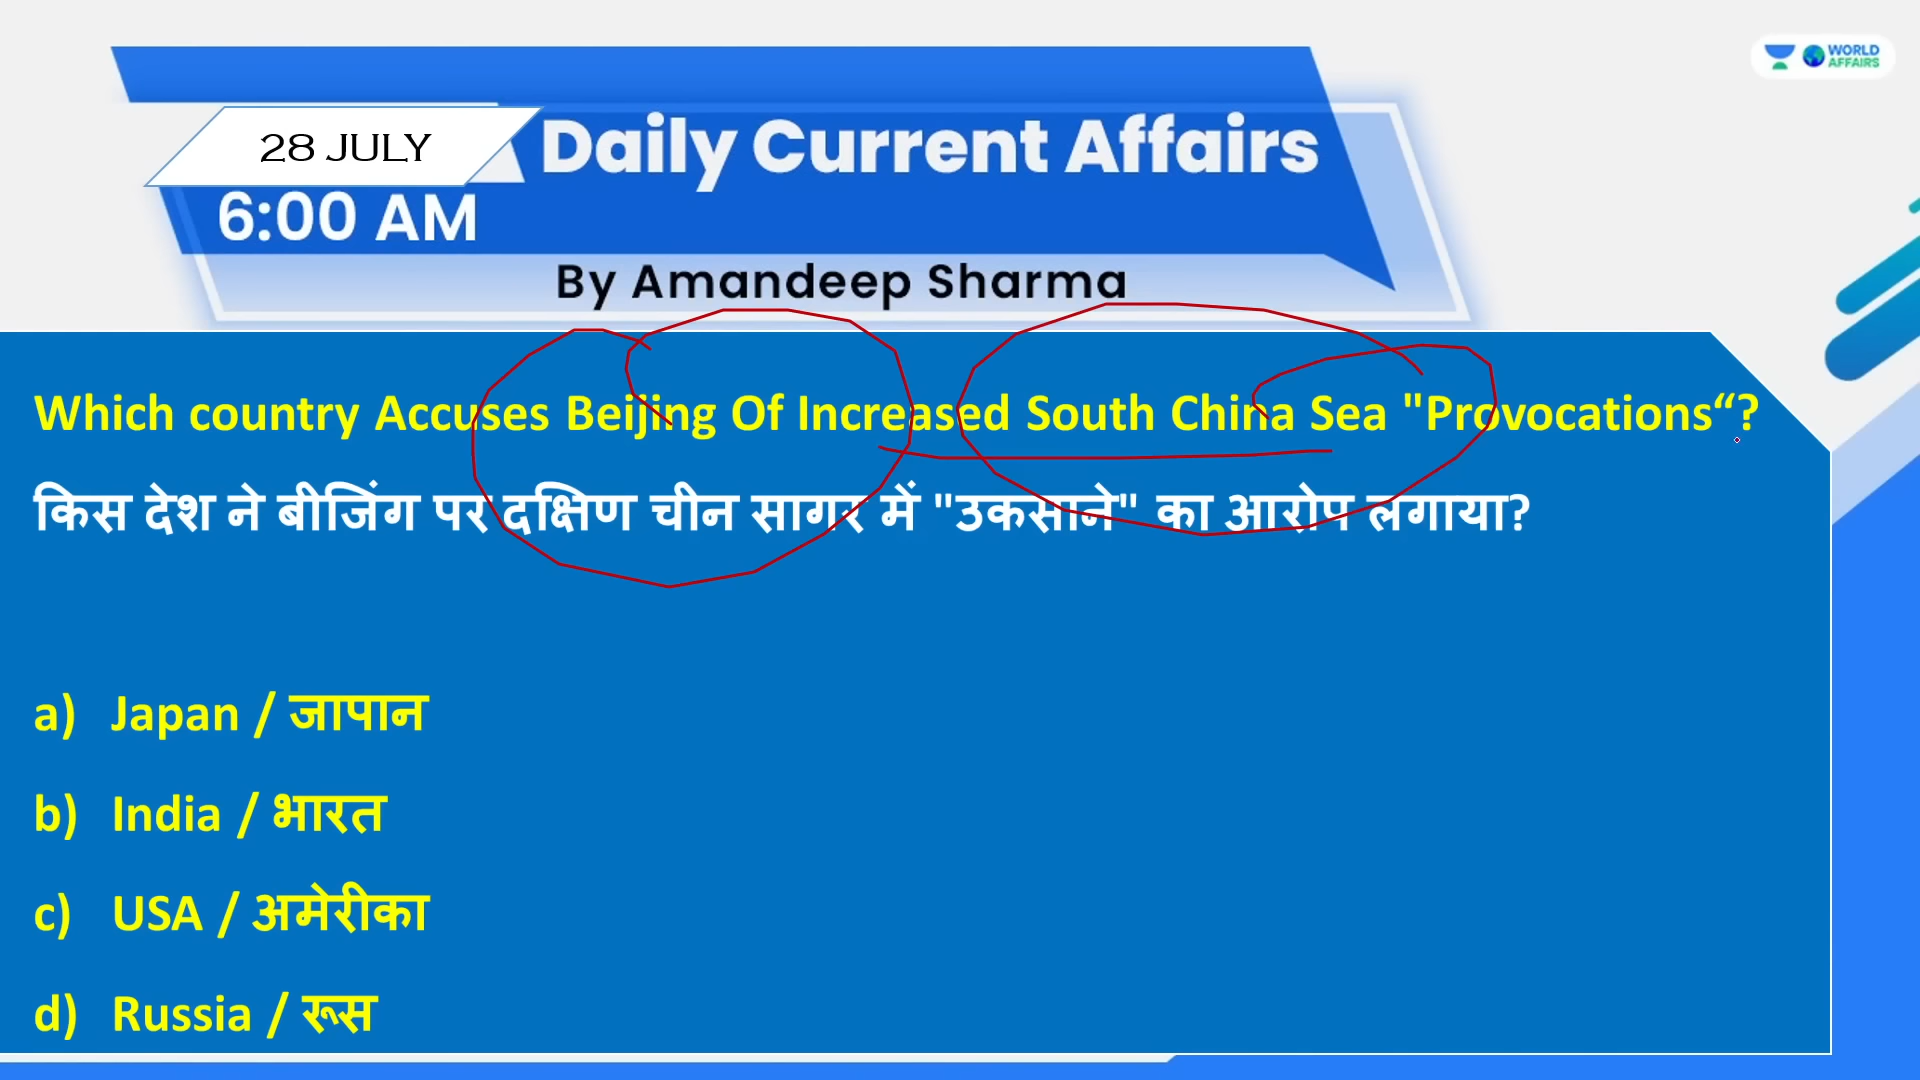 WORLD
AFFAIRS
28 JULY
Daily Current Affairs
6:00 AM
By Amandeep Sharma
Which country Accuses Beijing Of Increased South China Sea "Provocations“?
किस देश ने बीजिंग पर दक्षिण चीन सागर में "उकसाने" का आरोप लगाया?
a) Japan / जापान
b) India / भारत
c) USA / अमेरीका
d) Russia / रूस